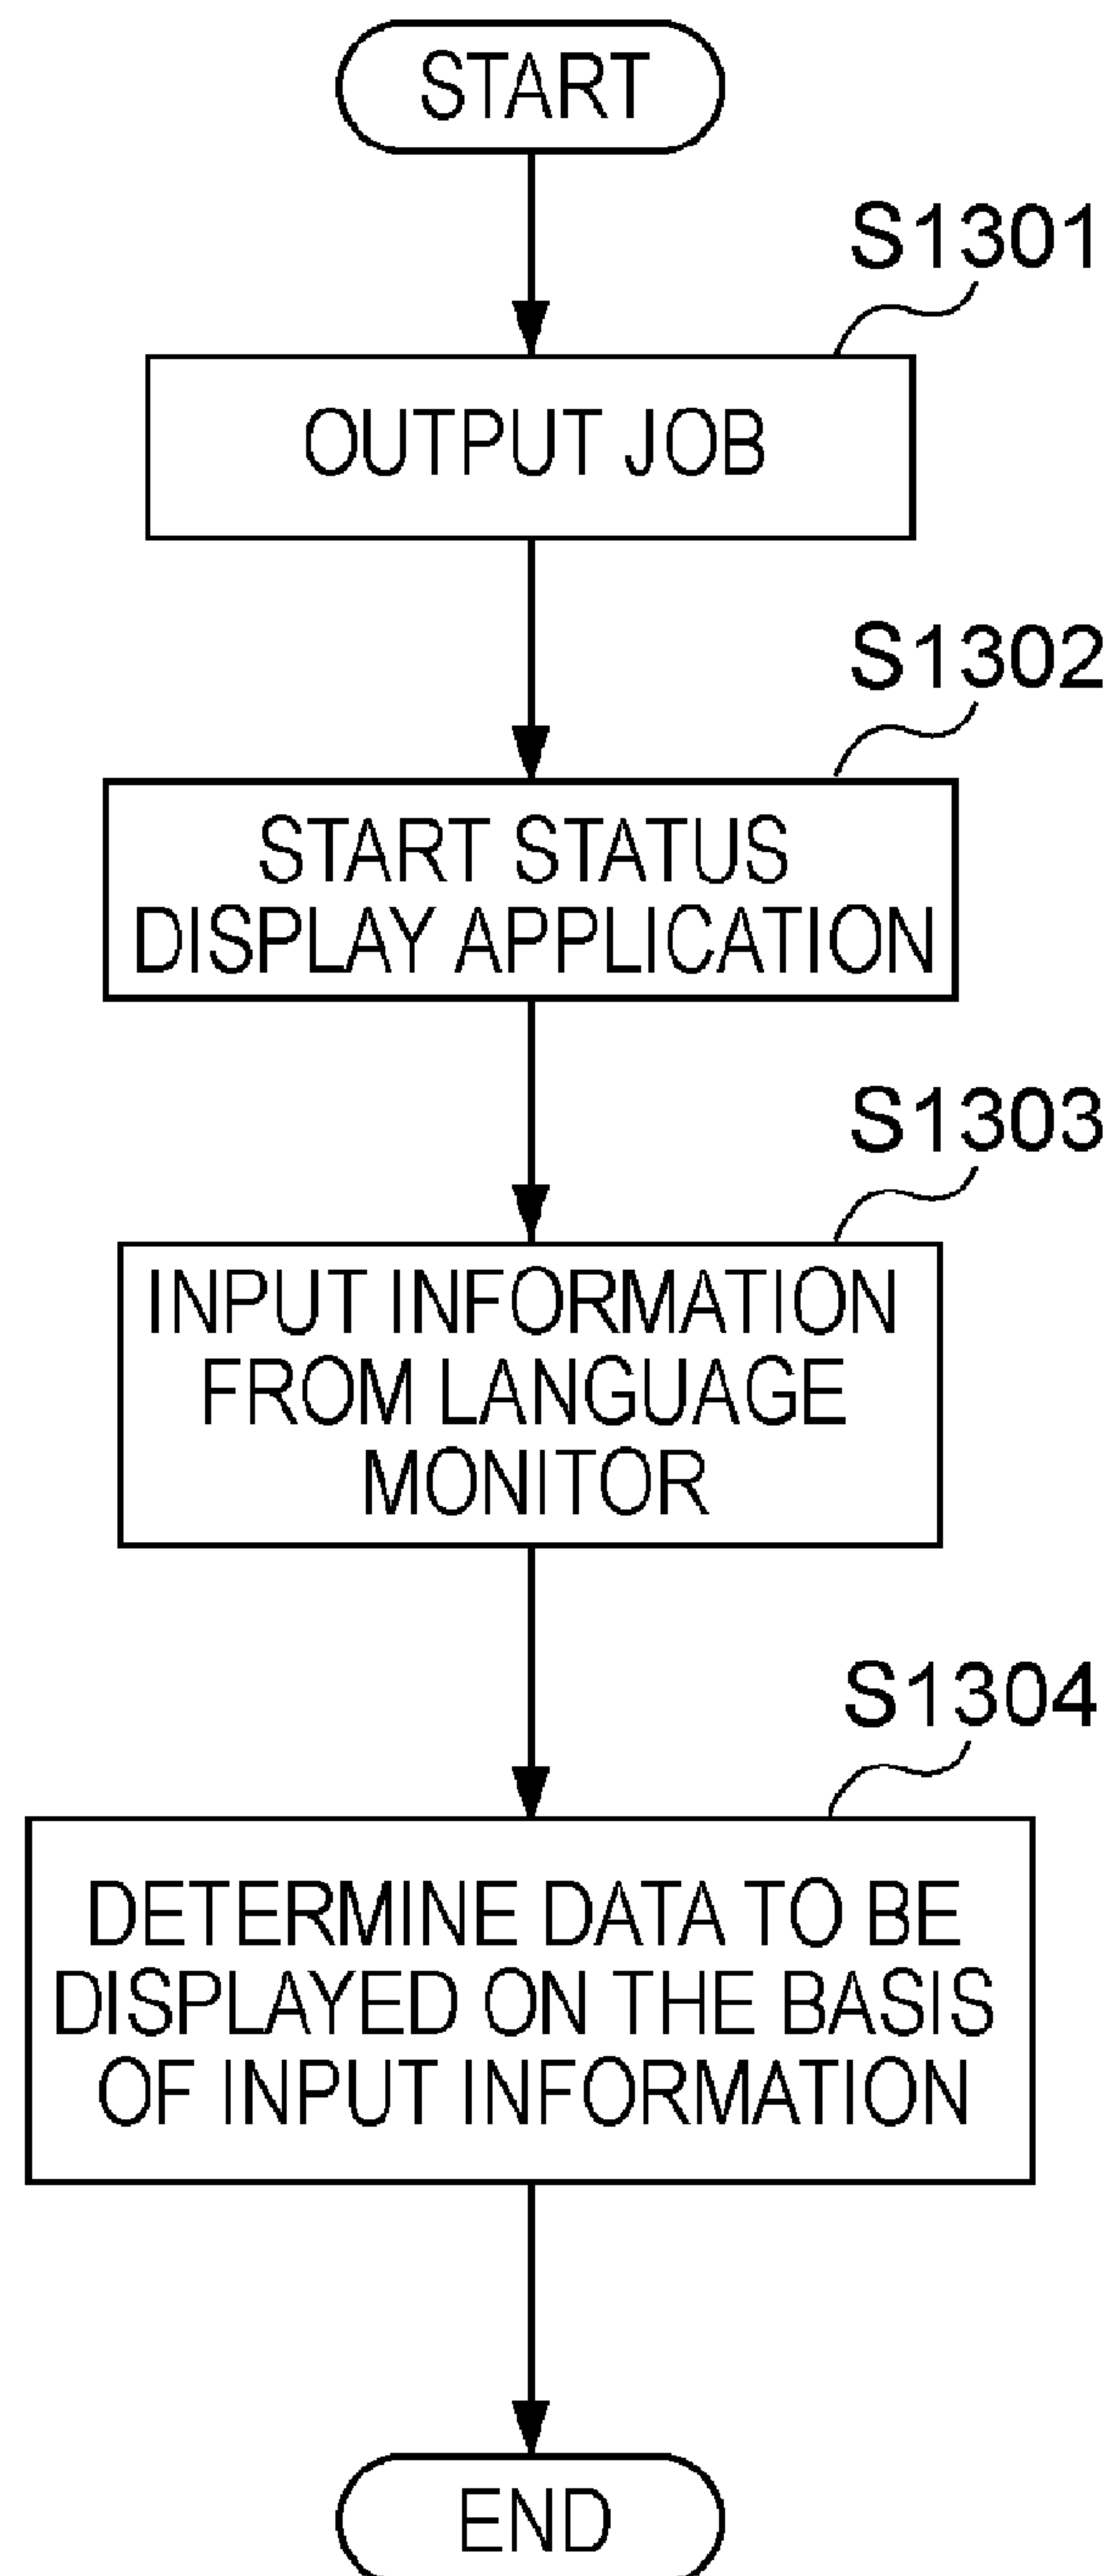 START
S1301
OUTPUT JOB
S1302
START STATUS
DISPLAY APPLICATION
S1303
INPUT INFORMATION
FROM LANGUAGE
MONITOR
S1304
DETERMINE DATA TO BE
DISPLAYED ON THE BASIS
OF INPUT INFORMATION
END